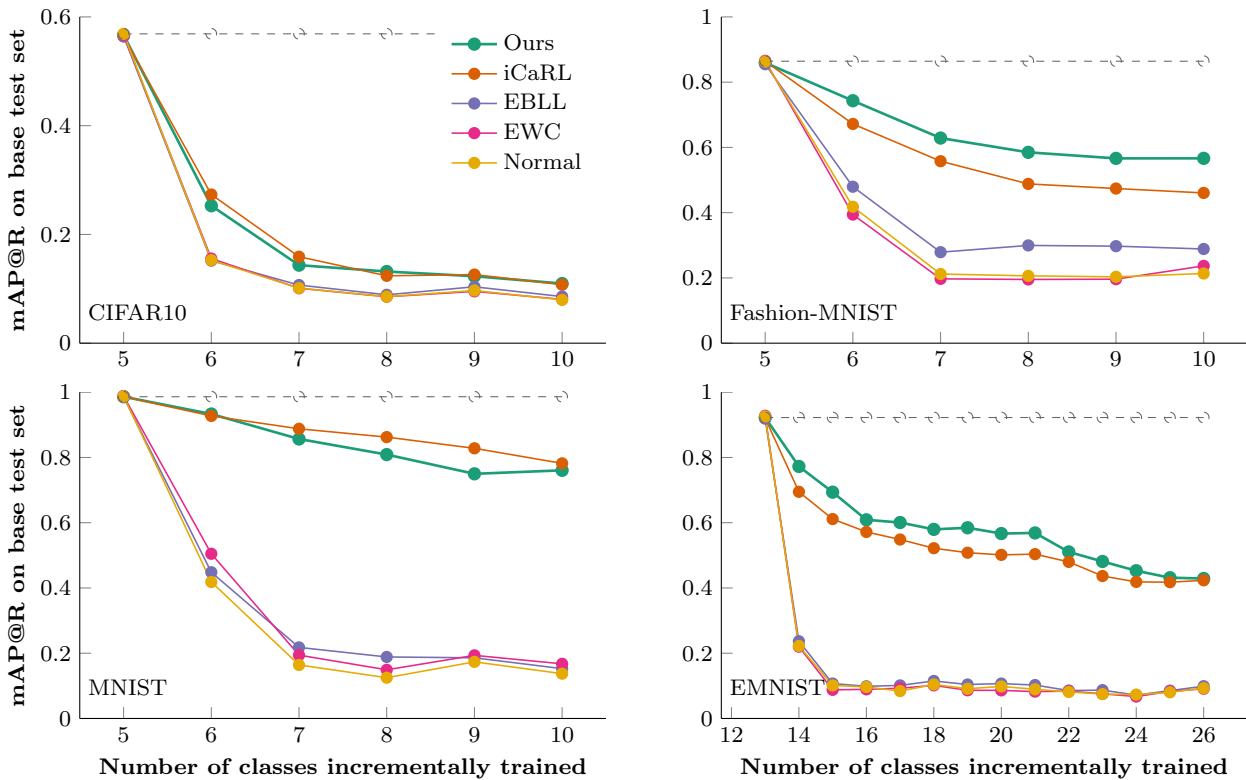 mAP@R on base test set
0.6
0.4
0.2
0
Ours
iCaRL
EBLL
EWC
Normal
CIFAR10
5 6 7 8 9 10
1
0.8
0.6
0.4
0.2
0
Fashion-MNIST
5 6 7 8 9 10
mAP@R on base test set
1
0.8
0.6
0.4
0.2
0
MNIST
5 6 7 8 9 10
Number of classes incrementally trained
1
0.8
0.6
0.4
0.2
0
EMNIST
12 14 16 18 20 22 24 26
Number of classes incrementally trained